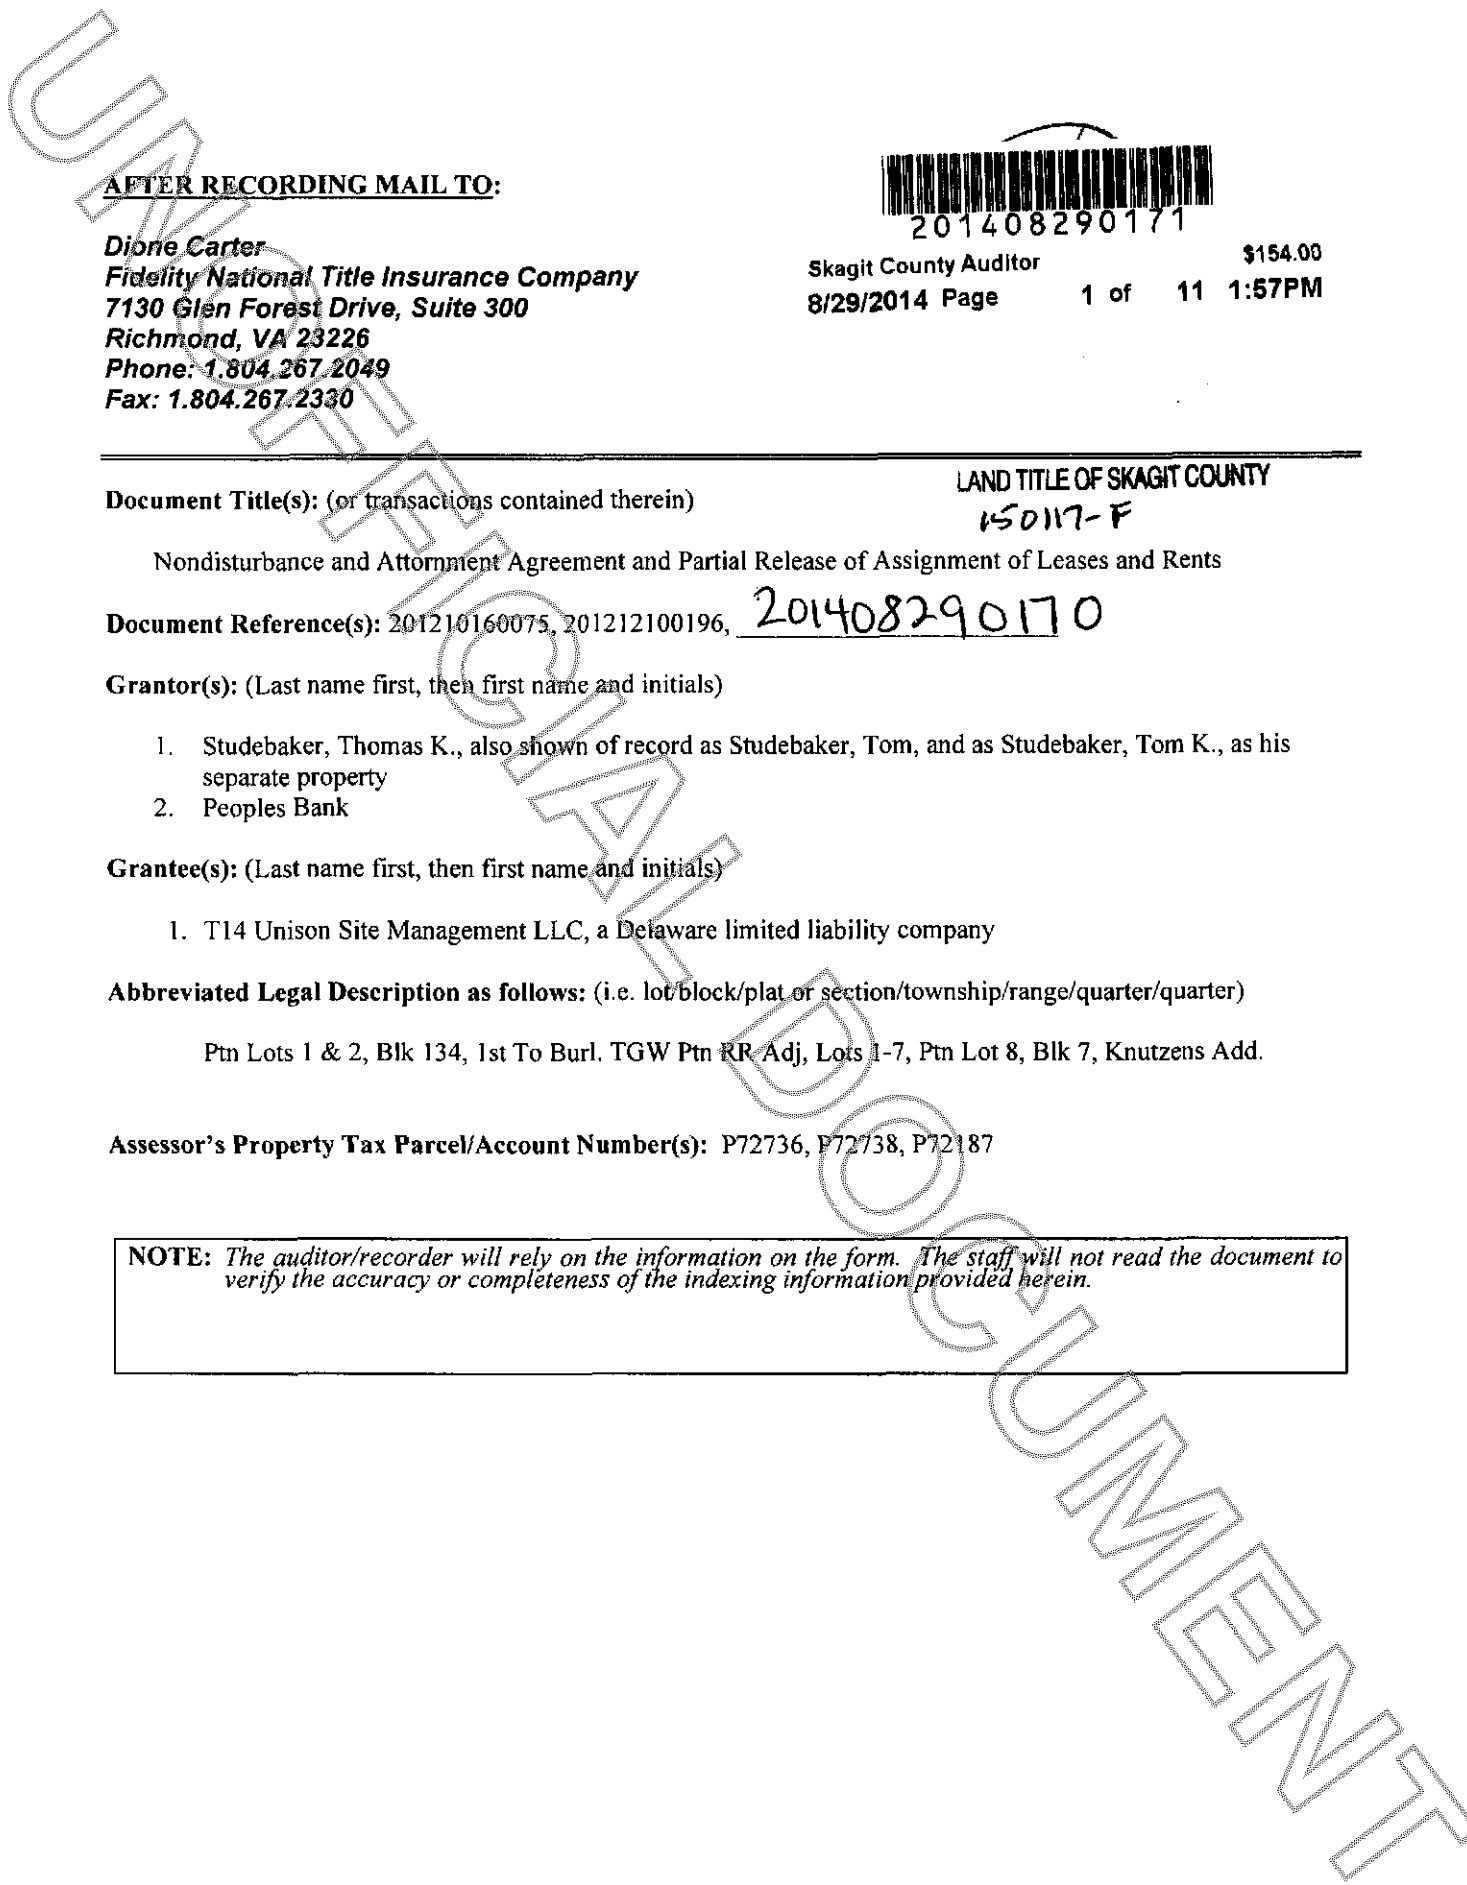 AFTER RECORDING MAIL TO:
Dione Carter
Fidelity National Title Insurance Company
7130 Glen Forest Drive, Suite 300
Richmond, VA 23226
Phone: 1.804.267.2049
Fax: 1.804.267.2330
201408290171
Skagit County Auditor $154.00
8/29/2014 Page 1 of 11 1:57PM
LAND TITLE OF SKAGIT COUNTY
150117-F
Document Title(s): (or transactions contained therein)
Nondisturbance and Attornment Agreement and Partial Release of Assignment of Leases and Rents
Document Reference(s): 201210160075, 201212100196, 201408290170
Grantor(s): (Last name first, then first name and initials)
1. Studebaker, Thomas K., also shown of record as Studebaker, Tom, and as Studebaker, Tom K., as his
separate property
2. Peoples Bank
Grantee(s): (Last name first, then first name and initials)
1. T14 Unison Site Management LLC, a Delaware limited liability company
Abbreviated Legal Description as follows: (i.e. lot/block/plat or section/township/range/quarter/quarter)
Ptn Lots 1 & 2, Blk 134, 1st To Burl. TGW Ptn RR Adj, Lots 1-7, Ptn Lot 8, Blk 7, Knutzens Add.
Assessor's Property Tax Parcel/Account Number(s): P72736, P72738, P72187
NOTE: The auditor/recorder will rely on the information on the form. The staff will not read the document to
verify the accuracy or completeness of the indexing information provided herein.
UNOFFICIAL DOCUMENT